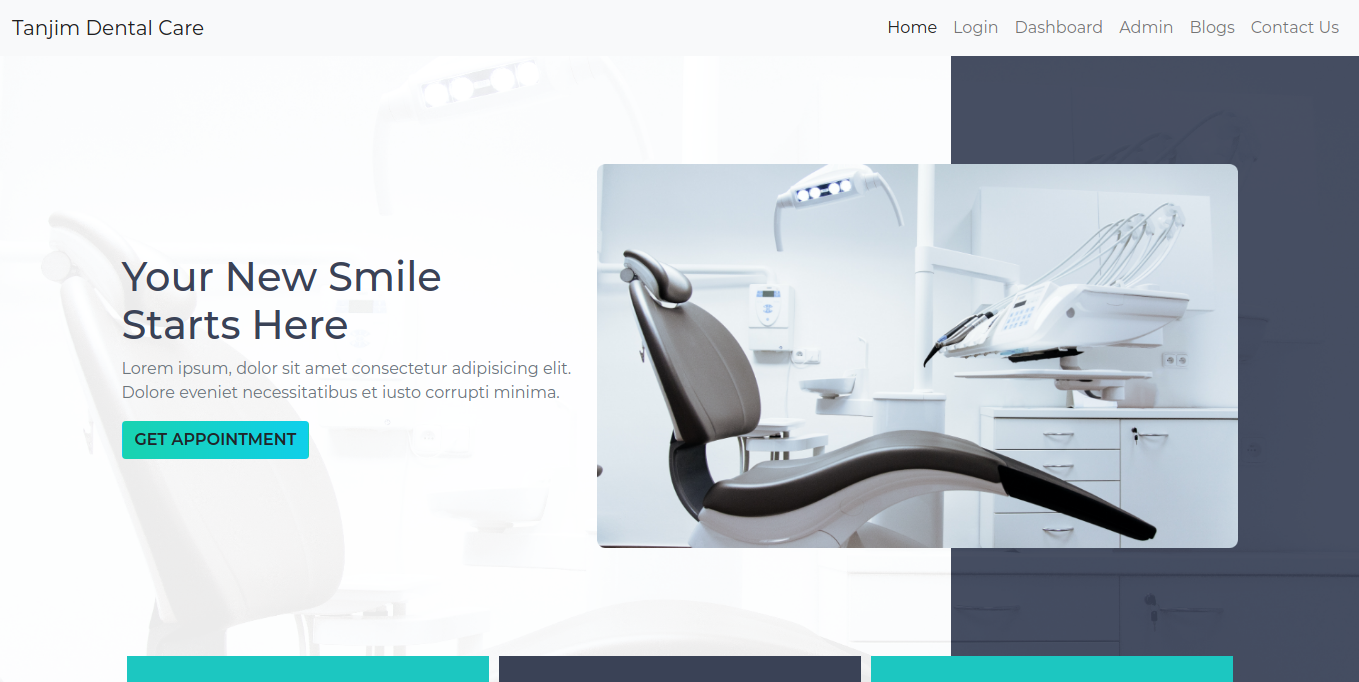 Tanjim Dental Care
Home Login Dashboard Admin Blogs Contact Us
Your New Smile
Starts Here
Lorem ipsum, dolor sit amet consectetur adipisicing elit.
Dolore eveniet necessitatibus et iusto corrupti minima.
GET APPOINTMENT